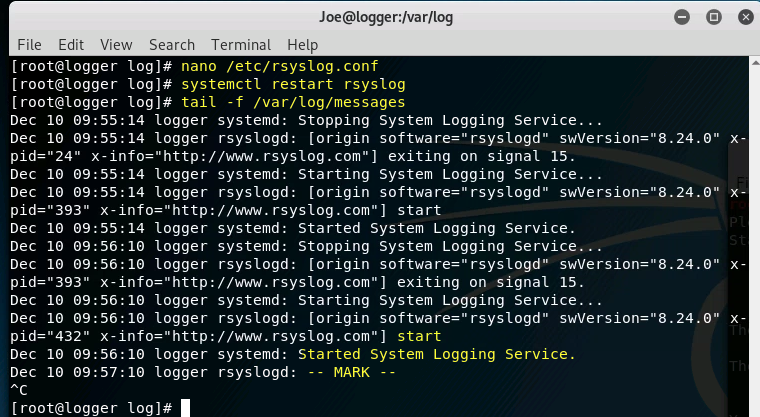 Joe@logger:/var/log
File Edit View Search Terminal Help
[root@logger log]# nano /etc/rsyslog.conf
[root@logger log]# systemctl restart rsyslog
[root@logger log]# tail -f /var/log/messages
Dec 10 09:55:14 logger systemd: Stopping System Logging Service...
Dec 10 09:55:14 logger rsyslogd: [origin software="rsyslogd" swVersion="8.24.0" x-
pid="24" x-info="http://www.rsyslog.com"] exiting on signal 15.
Dec 10 09:55:14 logger systemd: Starting System Logging Service...
Dec 10 09:55:14 logger rsyslogd: [origin software="rsyslogd" swVersion="8.24.0" x-
pid="393" x-info="http://www.rsyslog.com"] start
Dec 10 09:55:14 logger systemd: Started System Logging Service.
Dec 10 09:56:10 logger systemd: Stopping System Logging Service...
Dec 10 09:56:10 logger rsyslogd: [origin software="rsyslogd" swVersion="8.24.0" x-
pid="393" x-info="http://www.rsyslog.com"] exiting on signal 15.
Dec 10 09:56:10 logger systemd: Starting System Logging Service...
Dec 10 09:56:10 logger rsyslogd: [origin software="rsyslogd" swVersion="8.24.0" x-
pid="432" x-info="http://www.rsyslog.com"] start
Dec 10 09:56:10 logger systemd: Started System Logging Service.
Dec 10 09:57:10 logger rsyslogd: -- MARK --
^C
[root@logger log]#